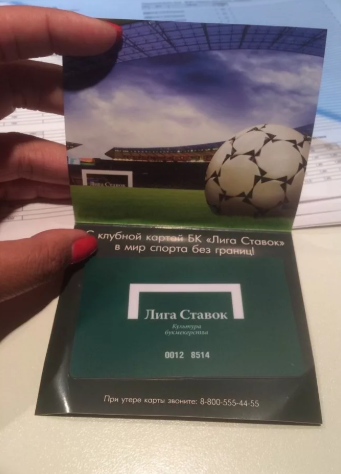 Лига Ставок
С клубной картой БК «Лига Ставок»
в мир спорта без границ!
Лига Ставок
Культура
букмекерства
0012 8514
При утере карты звоните: 8-800-555-44-55